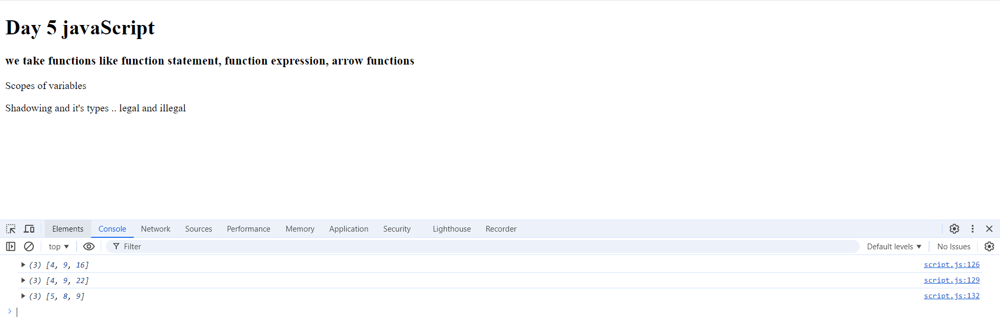 Day 5 javaScript
we take functions like function statement, function expression, arrow functions
Scopes of variables
Shadowing and it's types .. legal and illegal
Elements Console Network Sources Performance Memory Application Security Lighthouse Recorder
top Filter Default levels No Issues
(3) [4, 9, 16] script.js:126
(3) [4, 9, 22] script.js:129
(3) [5, 8, 9] script.js:132